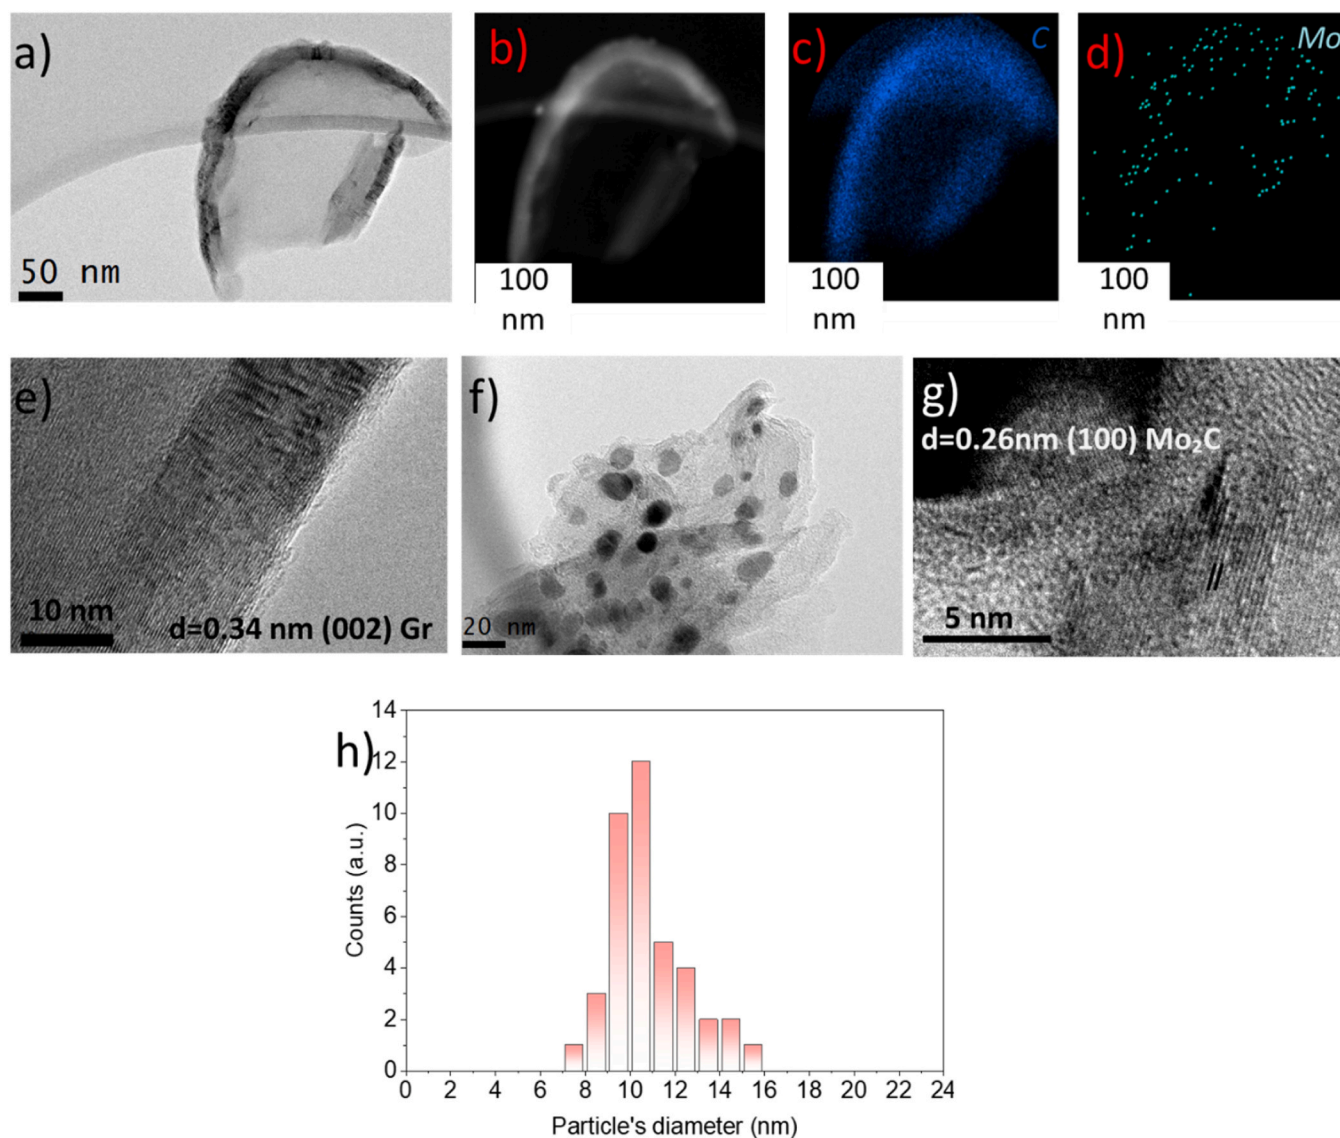 a)
50 nm
b)
100
nm
c)
C
100
nm
d)
Mo
100
nm
e)
10 nm
d=0.34 nm (002) Gr
f)
20 nm
g)
d=0.26nm (100) Mo₂C
5 nm
h)
14
12
10
8
6
4
2
0
Counts (a.u.)
0 2 4 6 8 10 12 14 16 18 20 22 24
Particle's diameter (nm)